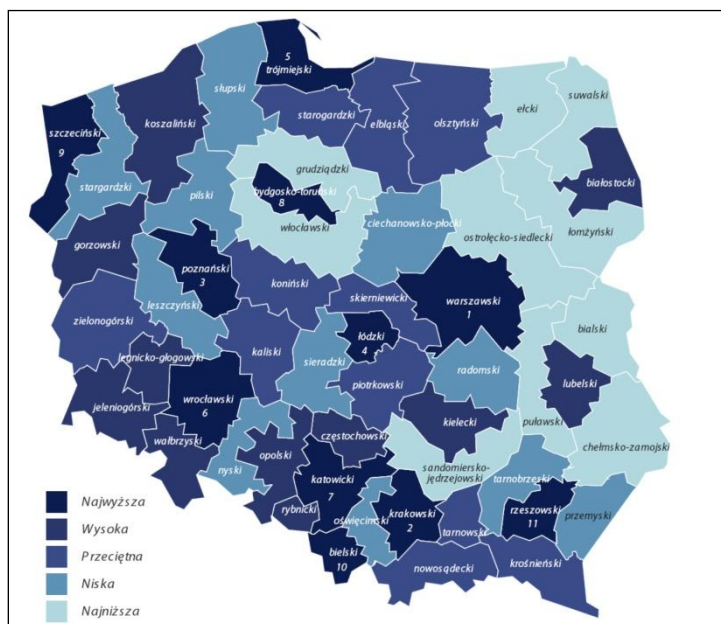 5
trójmiejski
słupski
koszaliński
starogardzki
elbląski
olsztyński
ełcki
suwalski
szczeciński
9
stargardzki
pilski
grudziądzki
bydgosko-toruński
8
włocławski
ciechanowsko-płocki
ostrołęcko-siedlecki
białostocki
łomżyński
gorzowski
poznański
3
koniński
skierniewicki
warszawski
1
bialski
zielonogórski
leszczyński
kaliski
sieradzki
łódzki
4
piotrkowski
radomski
lubelski
legnicko-głogowski
jeleniogórski
wrocławski
6
wałbrzyski
nyski
opolski
częstochowski
kielecki
puławski
chełmsko-zamojski
katowicki
7
rybnicki
sandomiersko-
jędrzejowski
tarnobrzeski
oświęcimski
krakowski
2
tarnowski
rzeszowski
11
przemyski
bielski
10
nowosądecki
krośnieński
Najwyższa
Wysoka
Przeciętna
Niska
Najniższa